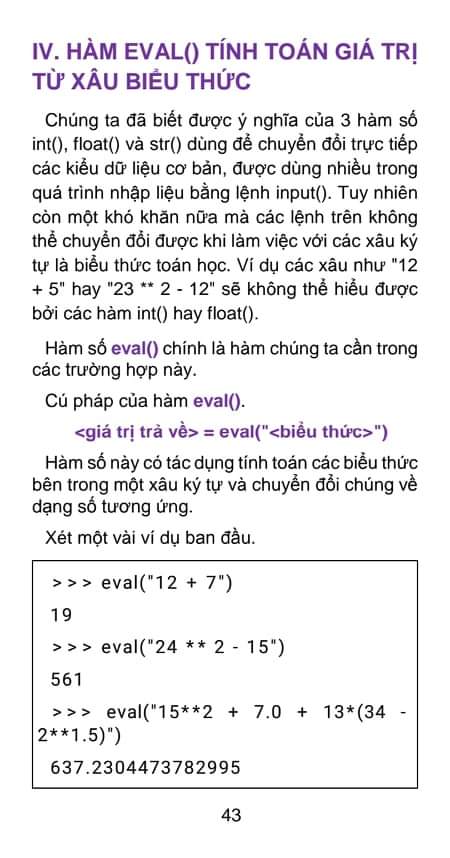 IV. HÀM EVAL() TÍNH TOÁN GIÁ TRỊ
TỪ XÂU BIỂU THỨC
Chúng ta đã biết được ý nghĩa của 3 hàm số
int(), float() và str() dùng để chuyển đổi trực tiếp
các kiểu dữ liệu cơ bản, được dùng nhiều trong
quá trình nhập liệu bằng lệnh input(). Tuy nhiên
còn một khó khăn nữa mà các lệnh trên không
thể chuyển đổi được khi làm việc với các xâu ký
tự là biểu thức toán học. Ví dụ các xâu như "12
+ 5" hay "23 ** 2 - 12" sẽ không thể hiểu được
bởi các hàm int() hay float().
Hàm số eval() chính là hàm chúng ta cần trong
các trường hợp này.
Cú pháp của hàm eval().
<giá trị trả về> = eval("<biểu thức>")
Hàm số này có tác dụng tính toán các biểu thức
bên trong một xâu ký tự và chuyển đổi chúng về
dạng số tương ứng.
Xét một vài ví dụ ban đầu.
>>> eval("12 + 7")
19
>>> eval("24 ** 2 - 15")
561
>>> eval("15**2 + 7.0 + 13*(34 -
2**1.5)")
637.2304473782995
43